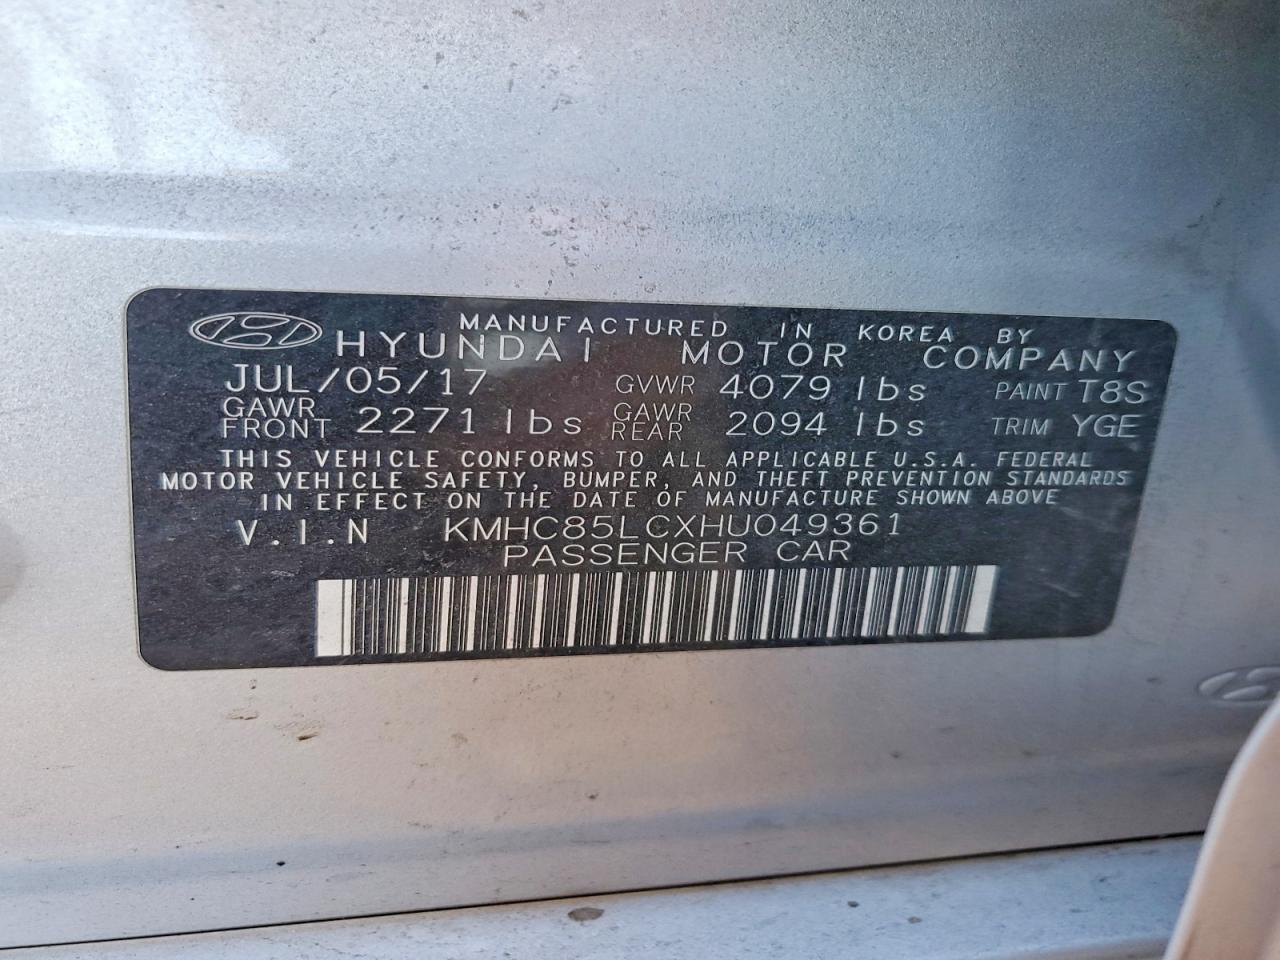 MANUFACTURED IN KOREA BY
HYUNDAI MOTOR COMPANY
JUL/05/17 GVWR 4079 lbs PAINT T8S
GAWR FRONT 2271 lbs GAWR REAR 2094 lbs TRIM YGE
THIS VEHICLE CONFORMS TO ALL APPLICABLE U.S.A. FEDERAL
MOTOR VEHICLE SAFETY, BUMPER, AND THEFT PREVENTION STANDARDS
IN EFFECT ON THE DATE OF MANUFACTURE SHOWN ABOVE
V.I.N KMHC85LCXHU049361
PASSENGER CAR